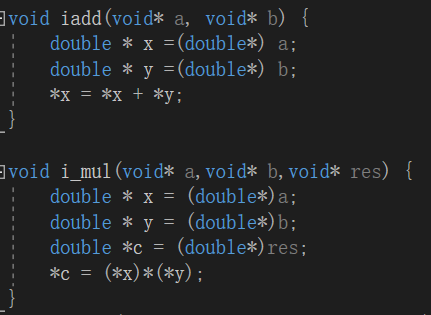 void iadd(void* a, void* b) {
    double * x =(double*) a;
    double * y =(double*) b;
    *x = *x + *y;
}

void i_mul(void* a,void* b,void* res) {
    double * x = (double*)a;
    double * y = (double*)b;
    double *c = (double*)res;
    *c = (*x)*(*y);
}